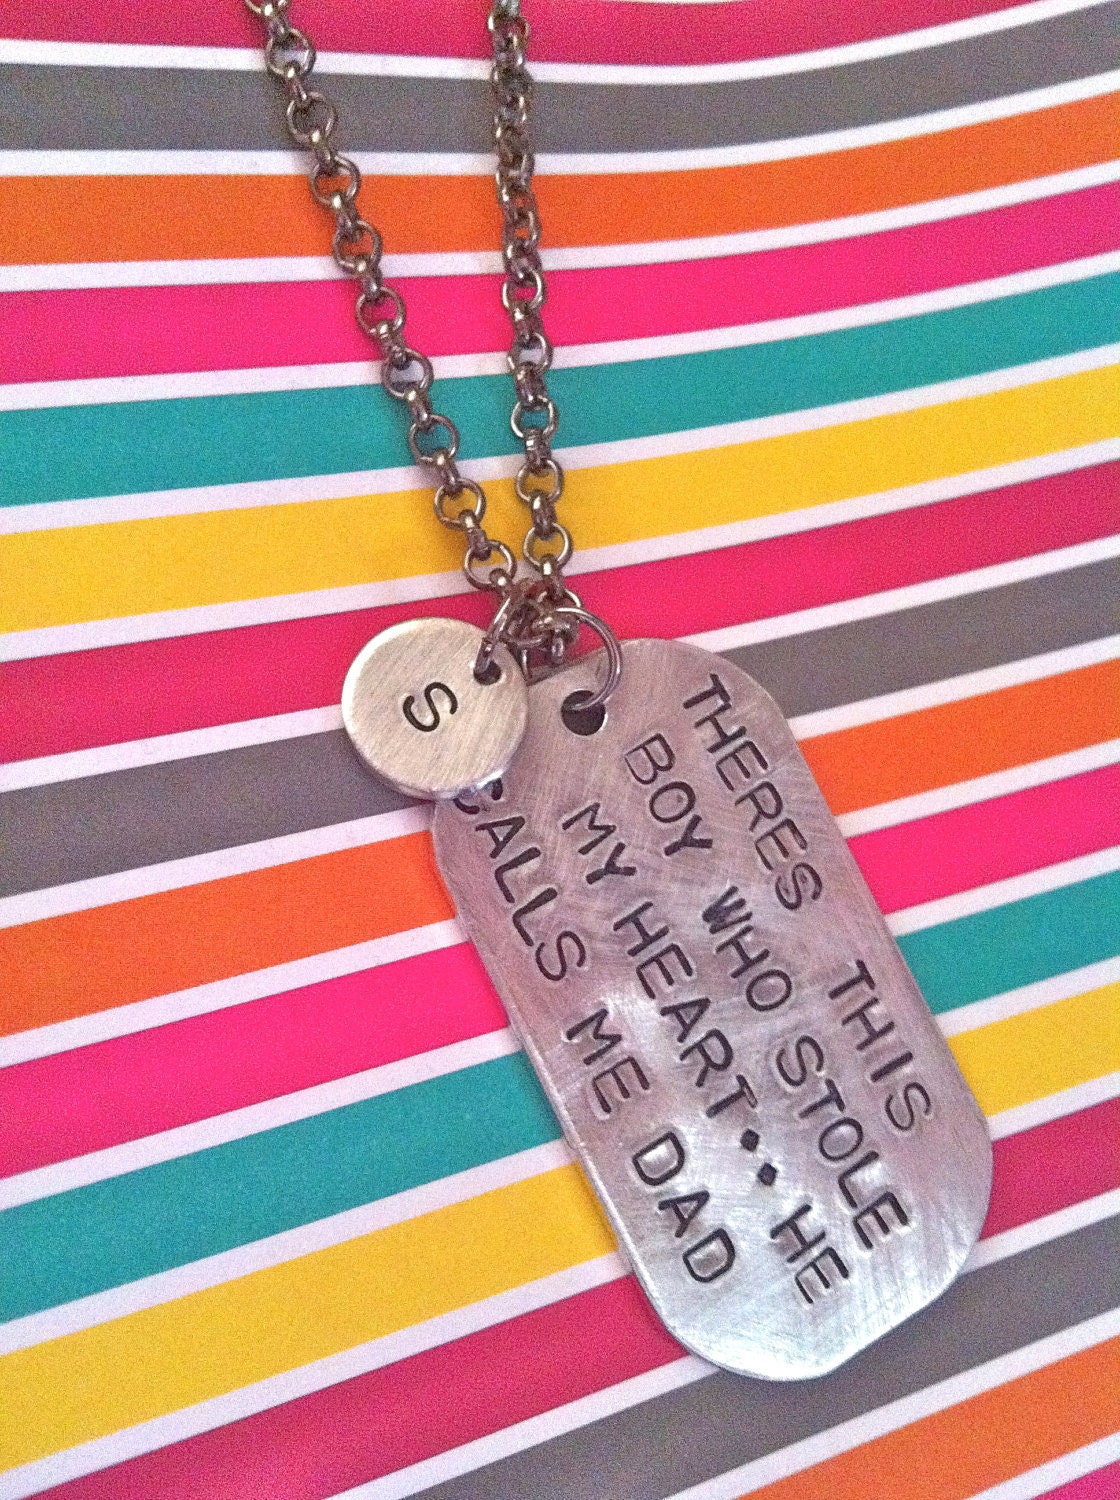 S
THERES THIS
BOY WHO STOLE
MY HEART.. HE
CALLS ME DAD